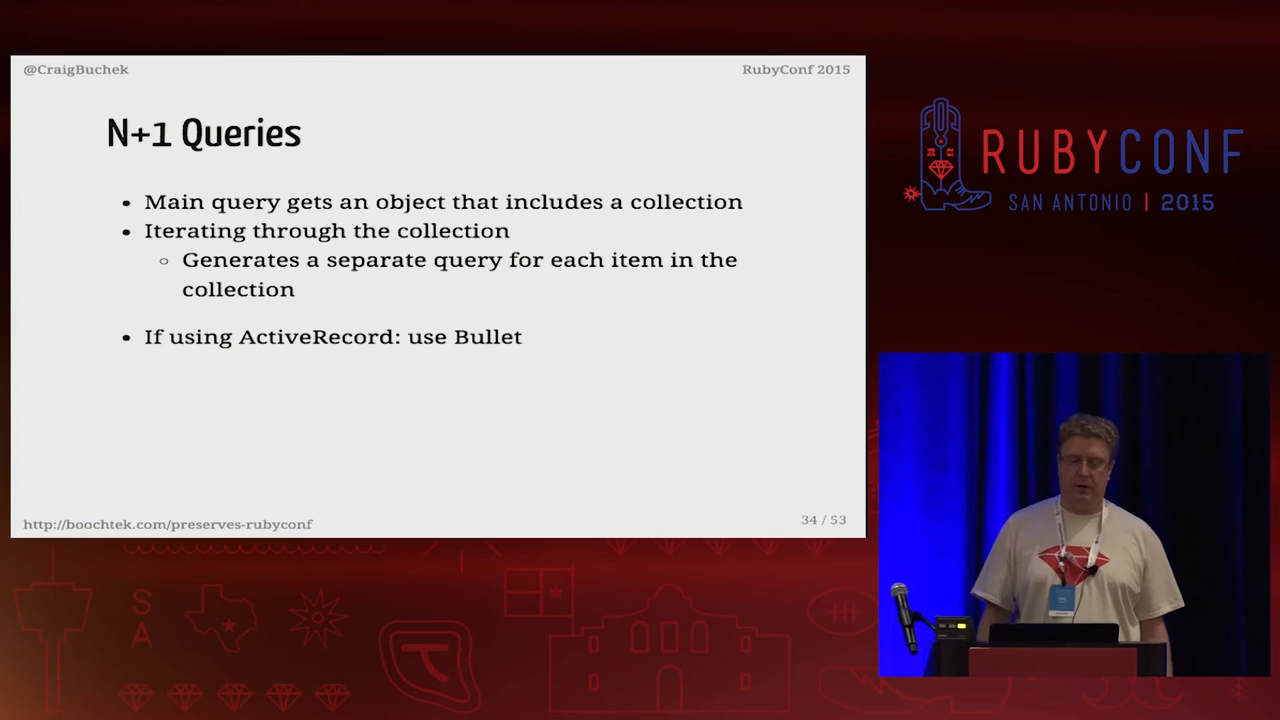 @CraigBuchek
RubyConf 2015
N+1 Queries
• Main query gets an object that includes a collection
• Iterating through the collection
○ Generates a separate query for each item in the
collection
• If using ActiveRecord: use Bullet
http://boochtek.com/preserves-rubyconf
34 / 53
RUBYCONF
SAN ANTONIO | 2015
S
A